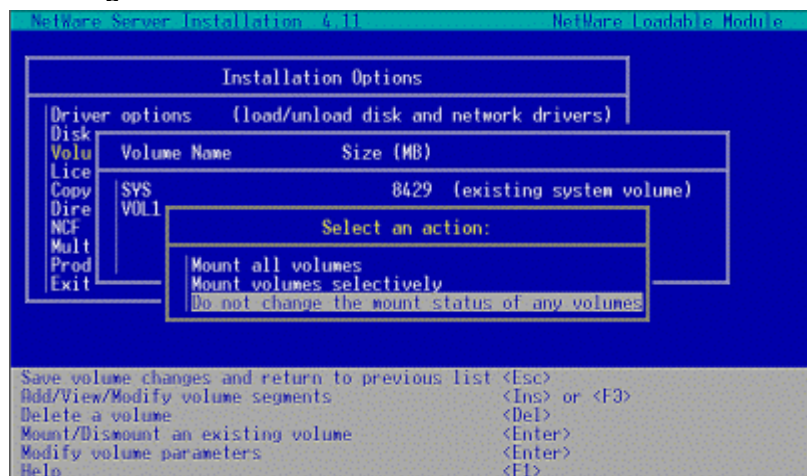 NetWare Server Installation 4.11 NetWare Loadable Module
Installation Options
Driver options (load/unload disk and network drivers)
Disk
Volu Volume Name Size (MB)
Lice
Copy SYS 8429 (existing system volume)
Dire VOL1
NCF Select an action:
Mult
Prod Mount all volumes
Exit Mount volumes selectively
Do not change the mount status of any volumes
Save volume changes and return to previous list <Esc>
Add/View/Modify volume segments <Ins> or <F3>
Delete a volume <Del>
Mount/Dismount an existing volume <Enter>
Modify volume parameters <Enter>
Help <F1>